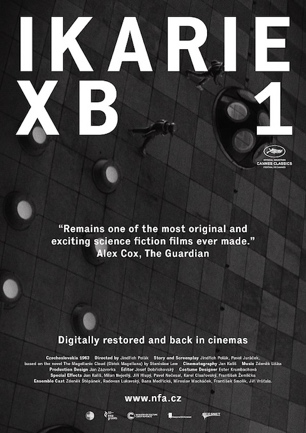 IKARIE
XB 1
CANNES CLASSICS
“Remains one of the most original and
exciting science fiction films ever made.”
Alex Cox, The Guardian
Digitally restored and back in cinemas
Czechoslovakia 1963 Directed by Jindřich Polák Story and Screenplay Jindřich Polák, Pavel Juráček,
based on the novel The Magellanic Cloud (Obłok Magellana) by Stanislaw Lem Cinematography Jan Kališ Music Zdeněk Liška
Production Design Jan Zázvorka Editor Josef Dobřichovský Costume Designer Ester Krumbachová
Special Effects Jan Kališ, Milan Nejedlý, Jiří Hlupý, Pavel Nečesal, Karel Císařovský, František Žemlička
Ensemble Cast Zdeněk Štěpánek, Radovan Lukavský, Dana Medřická, Miroslav Macháček, František Smolík, Jiří Vršťala.
www.nfa.cz